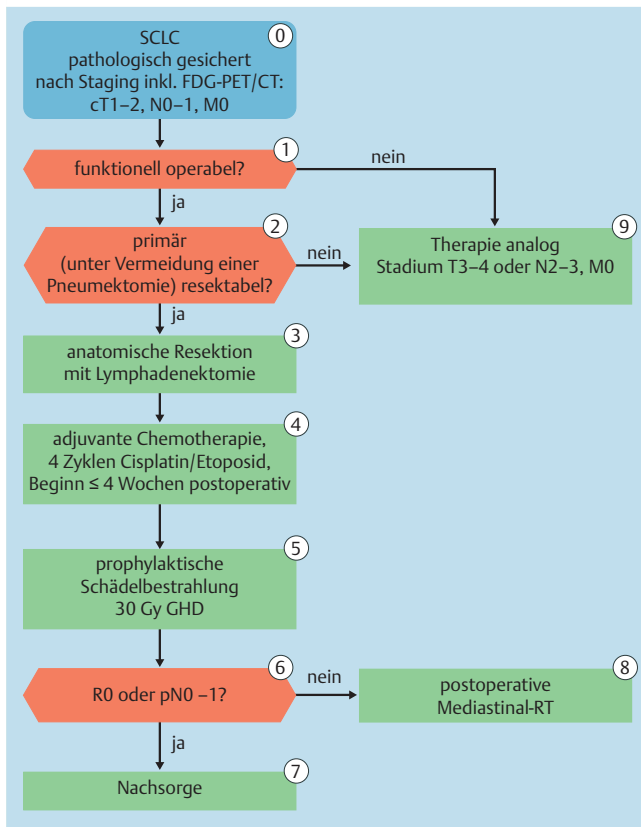 0
SCLC
pathologisch gesichert
nach Staging inkl. FDG-PET/CT:
cT1–2, N0–1, M0
1
funktionell operabel?
nein
ja
2
primär
(unter Vermeidung einer
Pneumektomie) resektabel?
nein
9
Therapie analog
Stadium T3–4 oder N2–3, M0
ja
3
anatomische Resektion
mit Lymphadenektomie
4
adjuvante Chemotherapie,
4 Zyklen Cisplatin/Etoposid,
Beginn ≤ 4 Wochen postoperativ
5
prophylaktische
Schädelbestrahlung
30 Gy GHD
6
R0 oder pN0 –1?
nein
8
postoperative
Mediastinal-RT
ja
7
Nachsorge